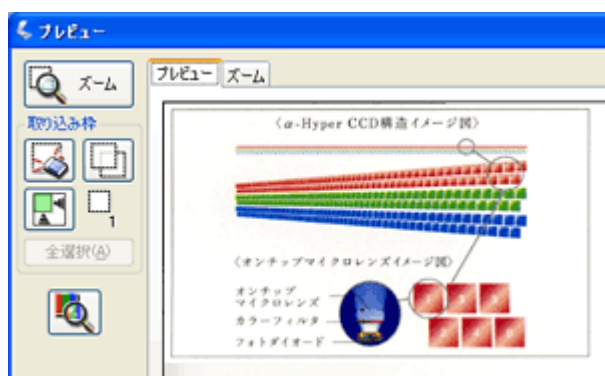 プレビュー
ズーム
プレビュー
ズーム
取り込み枠
1
全選択(A)
〈α-Hyper CCD構造イメージ図〉
〈オンチップマイクロレンズイメージ図〉
オンチップ
マイクロレンズ
カラーフィルタ
フォトダイオード